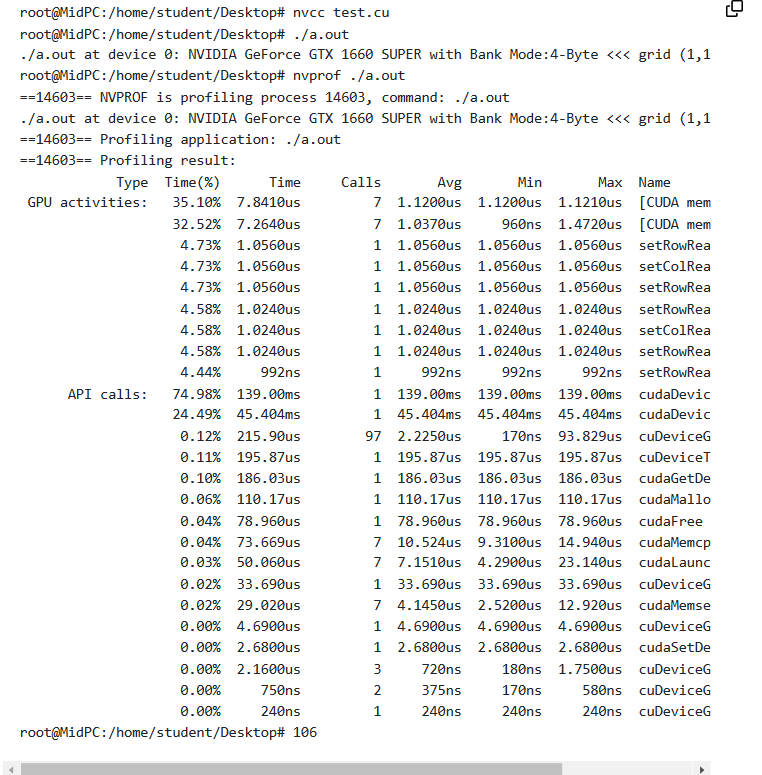 root@MidPC:/home/student/Desktop# nvcc test.cu
root@MidPC:/home/student/Desktop# ./a.out
./a.out at device 0: NVIDIA GeForce GTX 1660 SUPER with Bank Mode:4-Byte <<< grid (1,1
root@MidPC:/home/student/Desktop# nvprof ./a.out
==14603== NVPROF is profiling process 14603, command: ./a.out
./a.out at device 0: NVIDIA GeForce GTX 1660 SUPER with Bank Mode:4-Byte <<< grid (1,1
==14603== Profiling application: ./a.out
==14603== Profiling result:
Type Time(%) Time Calls Avg Min Max Name
GPU activities: 35.10% 7.8410us 7 1.1200us 1.1200us 1.1210us [CUDA mem
32.52% 7.2640us 7 1.0370us 960ns 1.4720us [CUDA mem
4.73% 1.0560us 1 1.0560us 1.0560us 1.0560us setRowRea
4.73% 1.0560us 1 1.0560us 1.0560us 1.0560us setColRea
4.73% 1.0560us 1 1.0560us 1.0560us 1.0560us setRowRea
4.58% 1.0240us 1 1.0240us 1.0240us 1.0240us setRowRea
4.58% 1.0240us 1 1.0240us 1.0240us 1.0240us setColRea
4.58% 1.0240us 1 1.0240us 1.0240us 1.0240us setRowRea
4.44% 992ns 1 992ns 992ns 992ns setRowRea
API calls: 74.98% 139.00ms 1 139.00ms 139.00ms 139.00ms cudaDevic
24.49% 45.404ms 1 45.404ms 45.404ms 45.404ms cudaDevic
0.12% 215.90us 97 2.2250us 170ns 93.829us cuDeviceG
0.11% 195.87us 1 195.87us 195.87us 195.87us cuDeviceT
0.10% 186.03us 1 186.03us 186.03us 186.03us cudaGetDe
0.06% 110.17us 1 110.17us 110.17us 110.17us cudaMallo
0.04% 78.960us 1 78.960us 78.960us 78.960us cudaFree
0.04% 73.669us 7 10.524us 9.3100us 14.940us cudaMemcp
0.03% 50.060us 7 7.1510us 4.2900us 23.140us cudaLaunc
0.02% 33.690us 1 33.690us 33.690us 33.690us cuDeviceG
0.02% 29.020us 7 4.1450us 2.5200us 12.920us cudaMemse
0.00% 4.6900us 1 4.6900us 4.6900us 4.6900us cuDeviceG
0.00% 2.6800us 1 2.6800us 2.6800us 2.6800us cudaSetDe
0.00% 2.1600us 3 720ns 180ns 1.7500us cuDeviceG
0.00% 750ns 2 375ns 170ns 580ns cuDeviceG
0.00% 240ns 1 240ns 240ns 240ns cuDeviceG
root@MidPC:/home/student/Desktop# 106